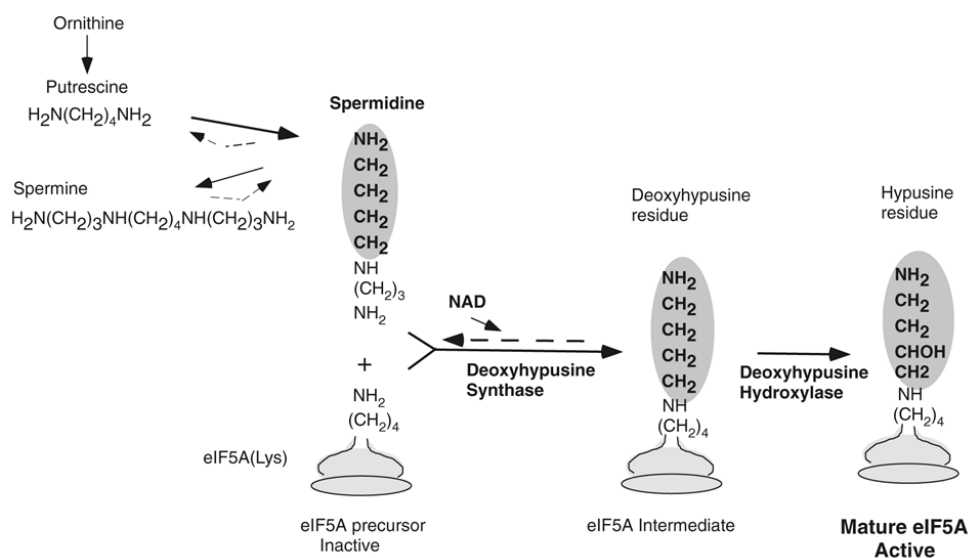 Ornithine
Putrescine
H2N(CH2)4NH2
Spermine
H2N(CH2)3NH(CH2)4NH(CH2)3NH2
Spermidine
NH2
CH2
CH2
CH2
CH2
NH
(CH2)3
NH2
+
NH2
(CH2)4
eIF5A(Lys)
eIF5A precursor
Inactive
NAD
Deoxyhypusine
Synthase
Deoxyhypusine
residue
NH2
CH2
CH2
CH2
CH2
NH
(CH2)4
eIF5A Intermediate
Deoxyhypusine
Hydroxylase
Hypusine
residue
NH2
CH2
CH2
CHOH
CH2
NH
(CH2)4
Mature eIF5A
Active